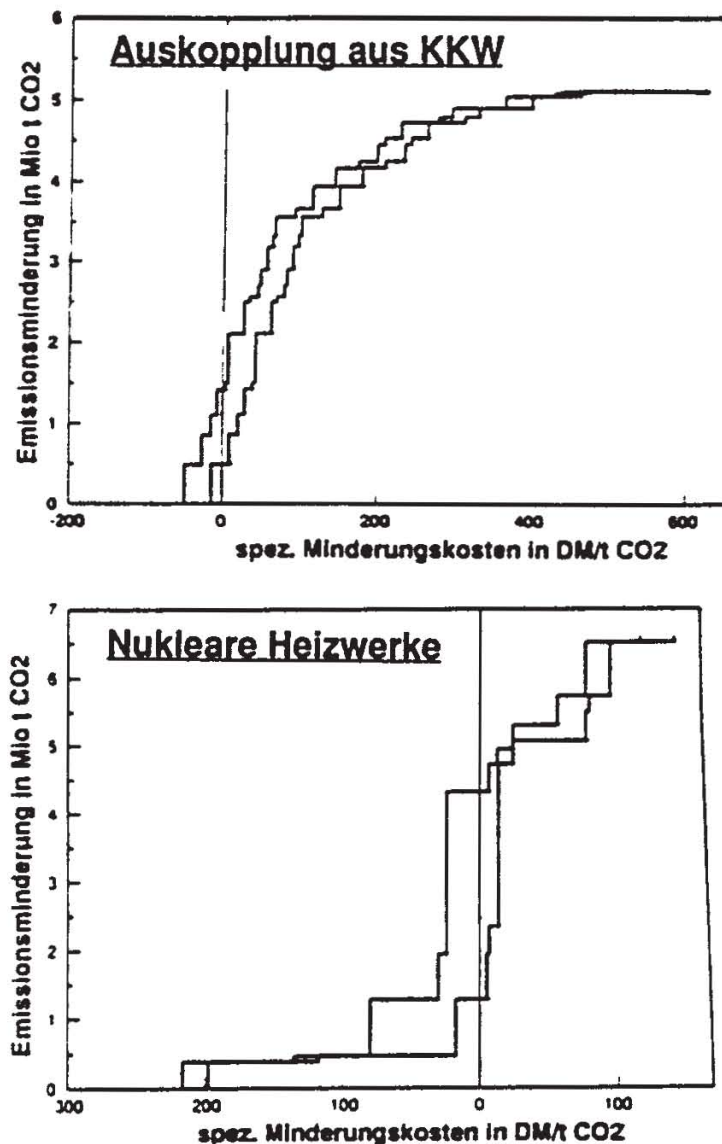 Auskopplung aus KKW
Emissionsminderung in Mio t CO2
6
5
4
3
2
1
0
-200 0 200 400 600
spez. Minderungskosten in DM/t CO2
Nukleare Heizwerke
Emissionsminderung in Mio t CO2
7
6
5
4
3
2
1
0
300 200 100 0 100
spez. Minderungskosten in DM/t CO2